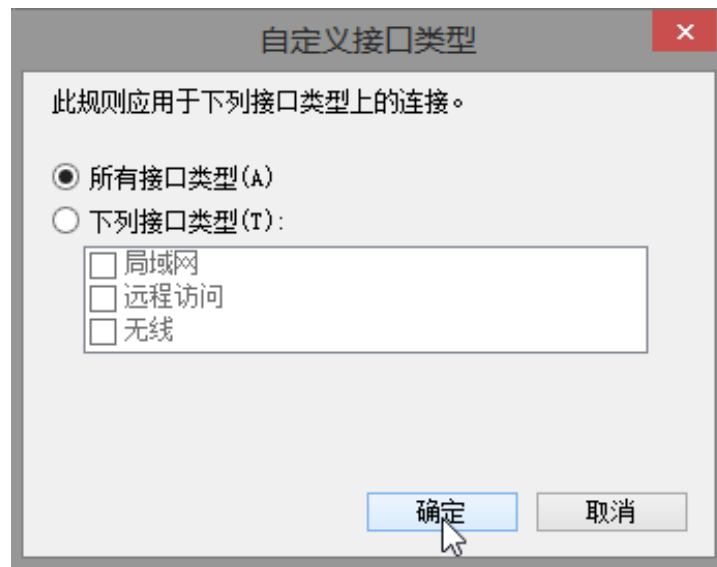 自定义接口类型
此规则应用于下列接口类型上的连接。
所有接口类型(A)
下列接口类型(T):
局域网
远程访问
无线
确定 取消